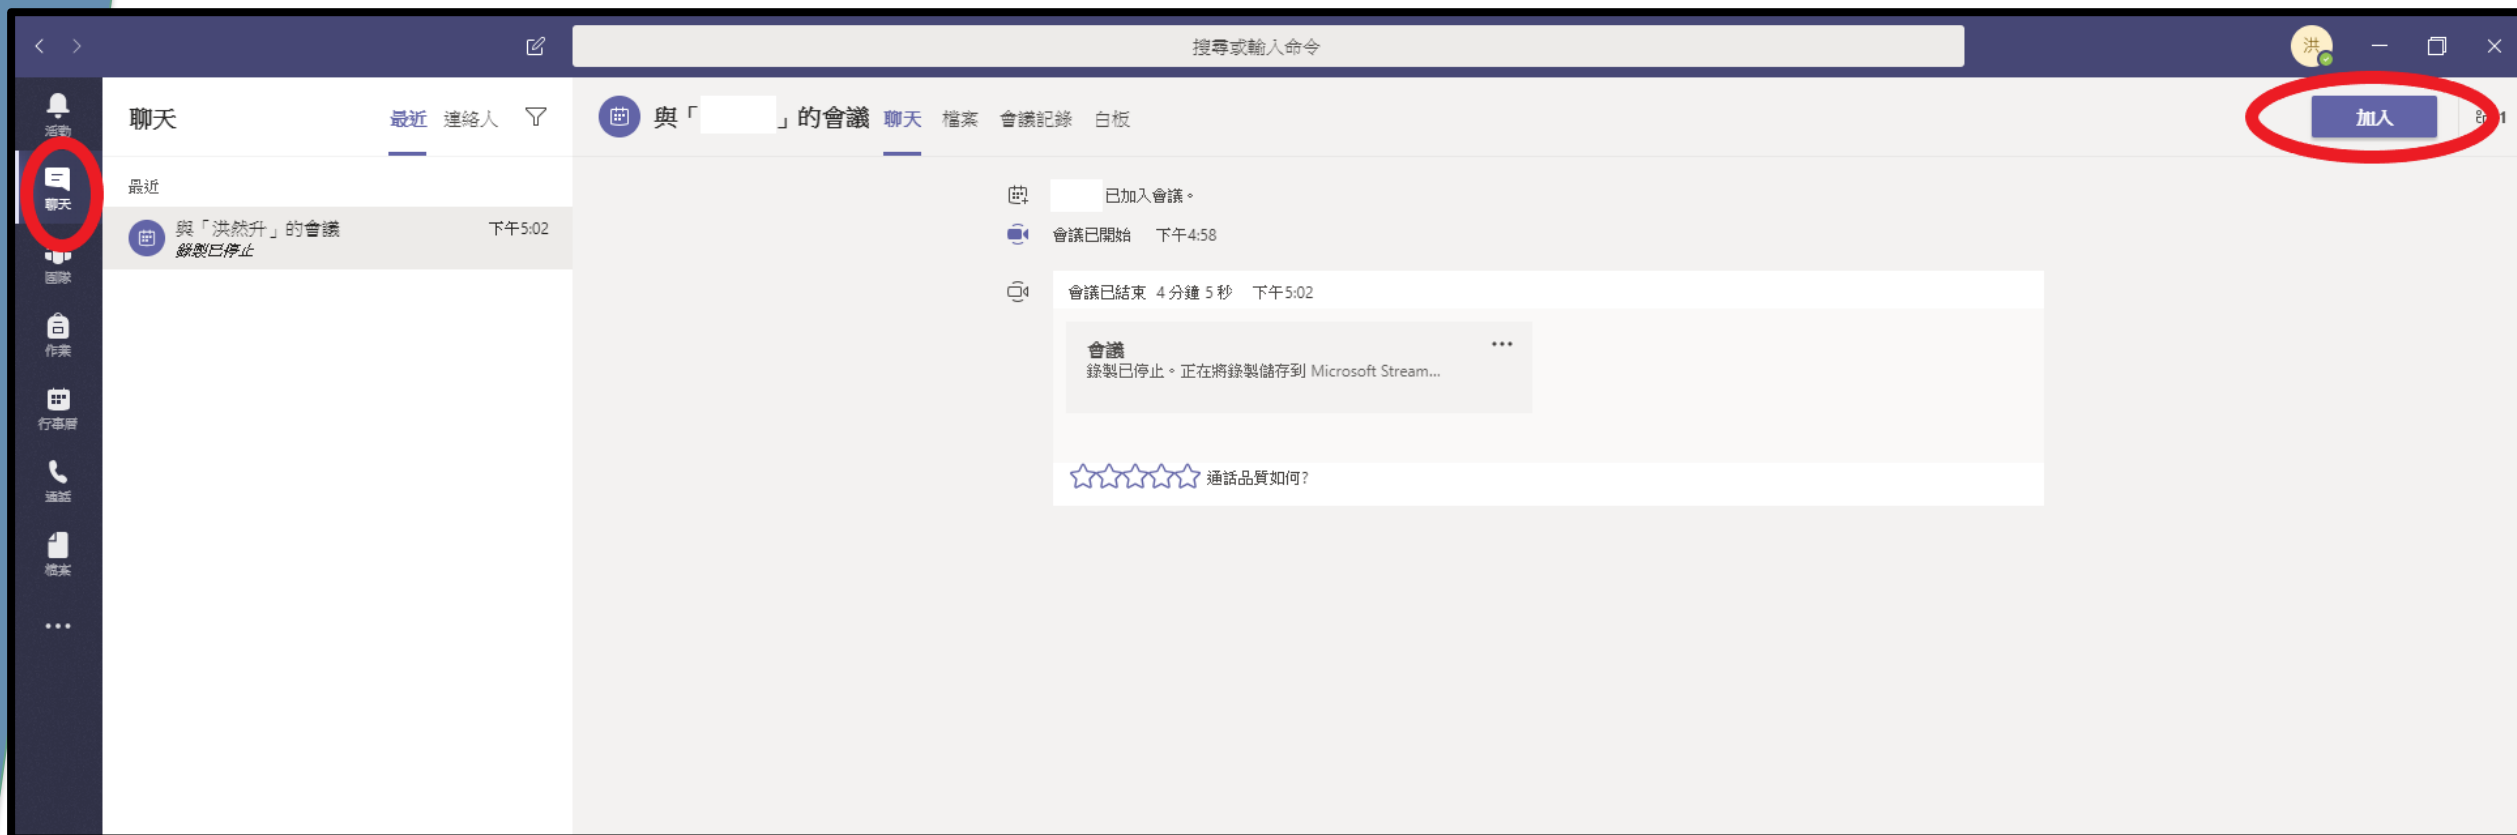 搜尋或輸入命令
洪
活動
聊天
團隊
作業
行事曆
通話
檔案
聊天
最近 連絡人
最近
與「洪然升」的會議 下午5:02
錄製已停止
與「 」的會議 聊天 檔案 會議記錄 白板
加入
1
已加入會議。
會議已開始 下午4:58
會議已結束 4 分鐘 5 秒 下午5:02
會議
錄製已停止。正在將錄製儲存到 Microsoft Stream...
通話品質如何?